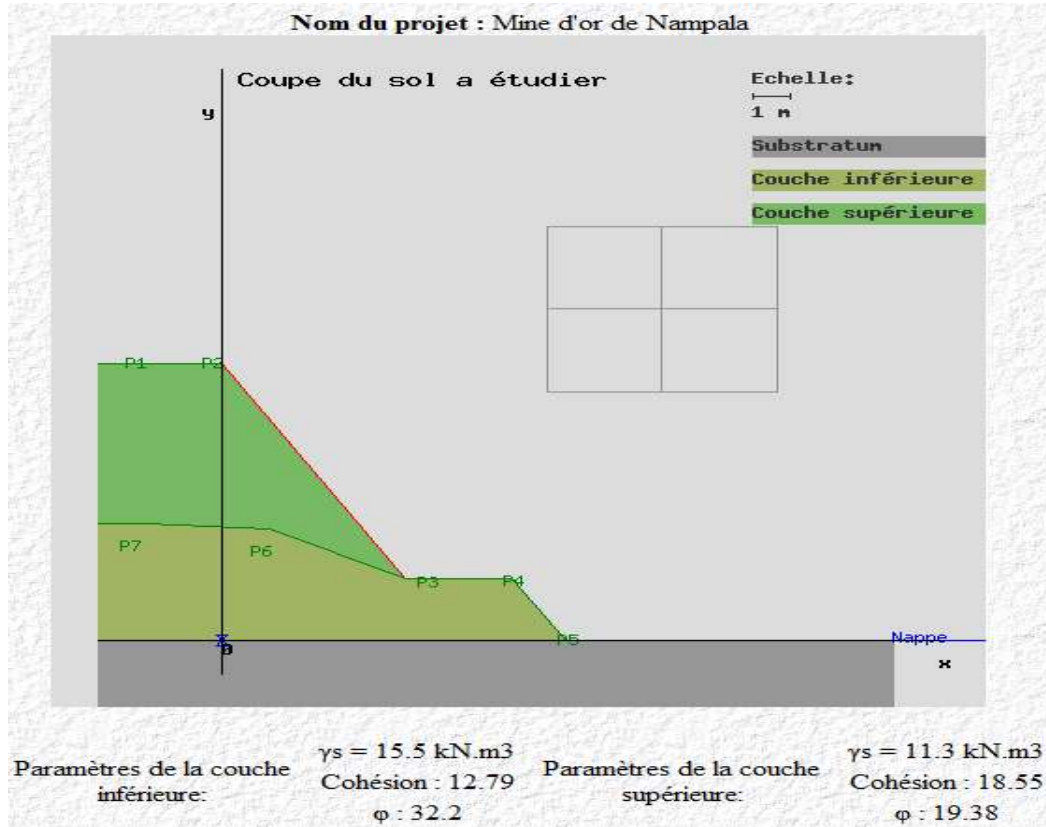 Nom du projet : Mine d'or de Nampala
Coupe du sol a étudier
Echelle:
1 m
y
Substratum
Couche inférieure
Couche supérieure
P1
P2
P7
P6
P3
P4
P5
Nappe
x
Paramètres de la couche inférieure:
γs = 15.5 kN.m3
Cohésion : 12.79
φ : 32.2
Paramètres de la couche supérieure:
γs = 11.3 kN.m3
Cohésion : 18.55
φ : 19.38